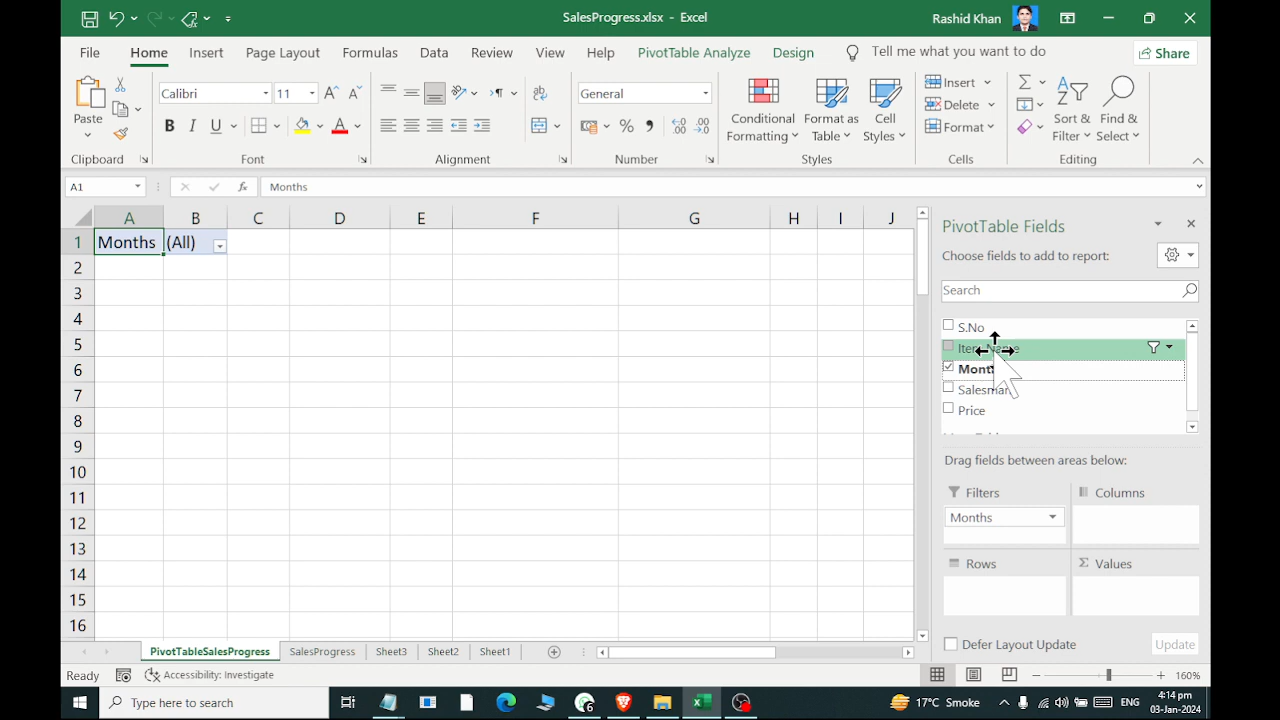 SalesProgress.xlsx - Excel
Rashid Khan
File Home Insert Page Layout Formulas Data Review View Help PivotTable Analyze Design Tell me what you want to do Share
Paste
Calibri 11
B I U
General
Conditional Formatting
Format as Table
Cell Styles
Insert
Delete
Format
Sort & Filter
Find & Select
Clipboard Font Alignment Number Styles Cells Editing
A1 fx Months
A B C D E F G H I J
1 Months (All)
2
3
4
5
6
7
8
9
10
11
12
13
14
15
16
PivotTable Fields
Choose fields to add to report:
Search
S.No
Item Name
Months
Salesman
Price
Drag fields between areas below:
Filters Columns
Months
Rows Σ Values
Defer Layout Update Update
PivotTableSalesProgress SalesProgress Sheet3 Sheet2 Sheet1
Ready Accessibility: Investigate 160%
Type here to search
17°C Smoke ENG 4:14 pm
03-Jan-2024